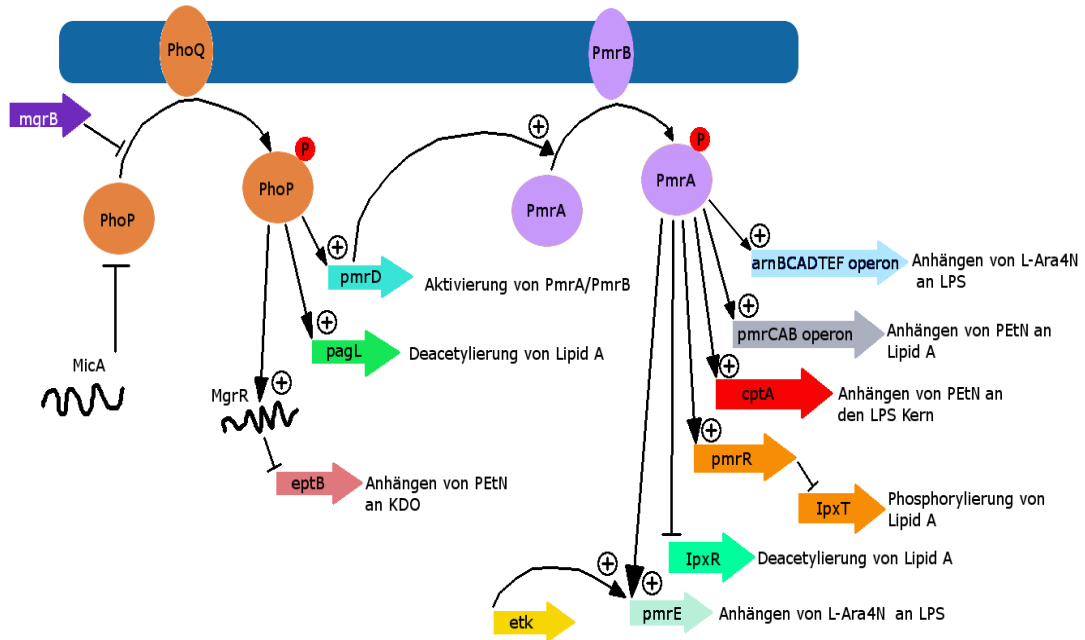 PhoQ
PmrB
mgrB
P
P
PhoP
PmrA
PhoP
PmrA
arnBCADTEF operon
Anhängen von L-Ara4N
an LPS
pmrD
Aktivierung von PmrA/PmrB
pmrCAB operon
Anhängen von PEtN an
Lipid A
pagL
Deacetylierung von Lipid A
MicA
cptA
Anhängen von PEtN an
den LPS Kern
MgrR
pmrR
eptB
Anhängen von PEtN
an KDO
IpxT
Phosphorylierung von
Lipid A
IpxR
Deacetylierung von Lipid A
etk
pmrE
Anhängen von L-Ara4N an LPS